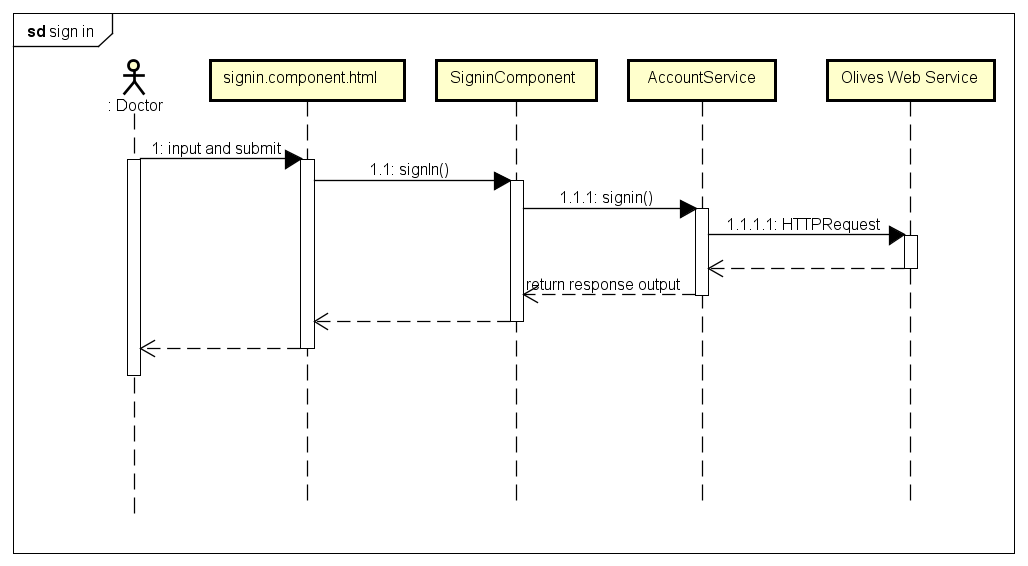 sd sign in
: Doctor
signin.component.html
SigninComponent
AccountService
Olives Web Service
1: input and submit
1.1: signIn()
1.1.1: signin()
1.1.1.1: HTTPRequest
return response output